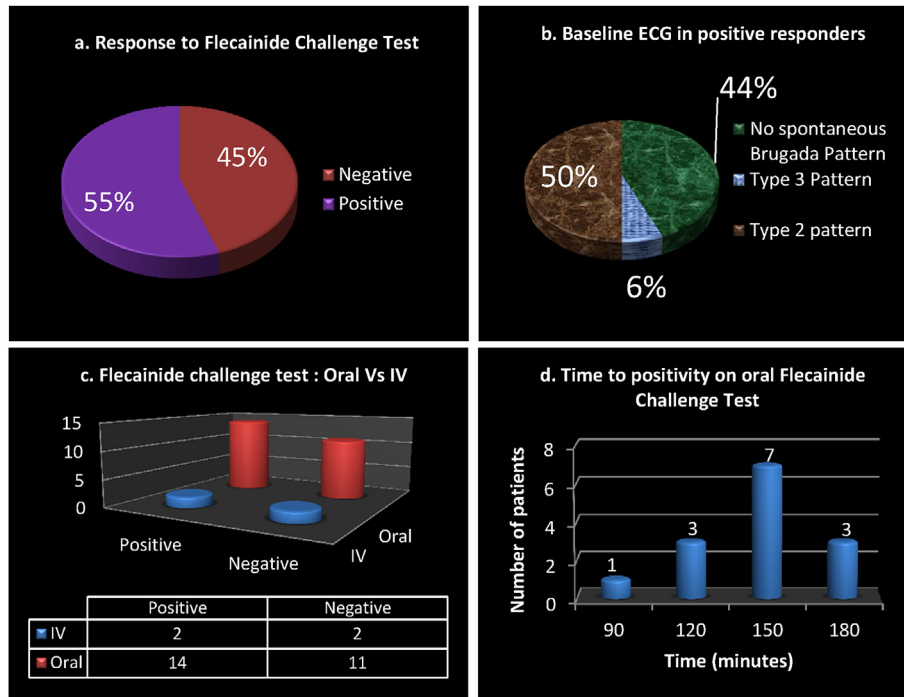 a. Response to Flecainide Challenge Test
45%
55%
Negative
Positive
b. Baseline ECG in positive responders
44%
50%
6%
No spontaneous
Brugada Pattern
Type 3 Pattern
Type 2 pattern
c. Flecainide challenge test : Oral Vs IV
15
10
5
0
Positive
Negative
IV
Oral
Positive Negative
IV 2 2
Oral 14 11
d. Time to positivity on oral Flecainide
Challenge Test
Number of patients
8
6
4
2
0
1
3
7
3
90 120 150 180
Time (minutes)